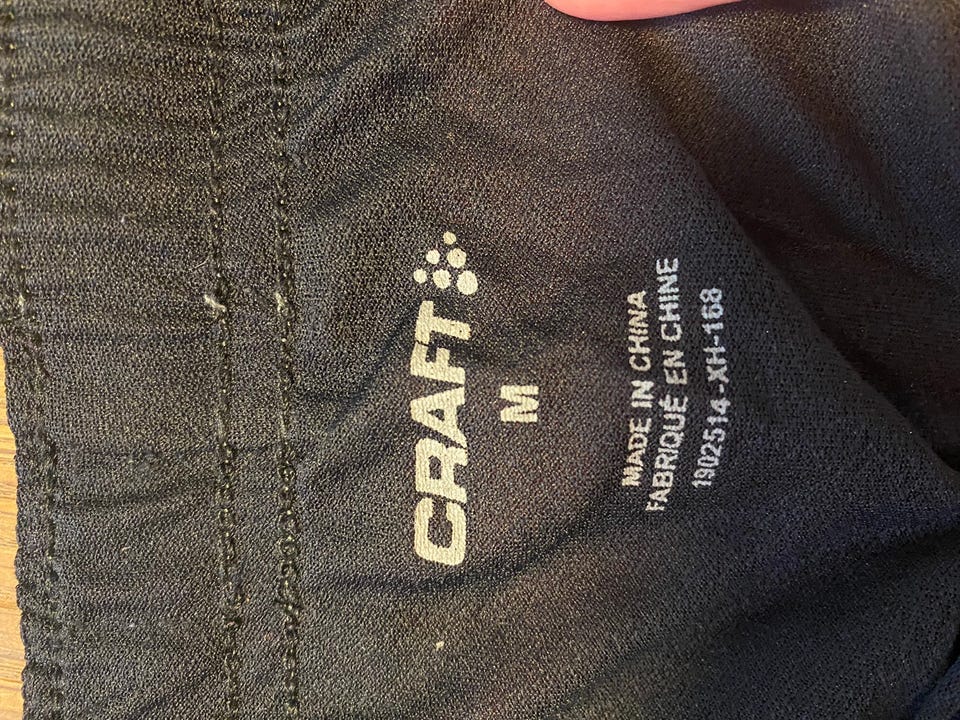 CRAFT
M
MADE IN CHINA
FABRIQUÉ EN CHINE
1902514-XH-168